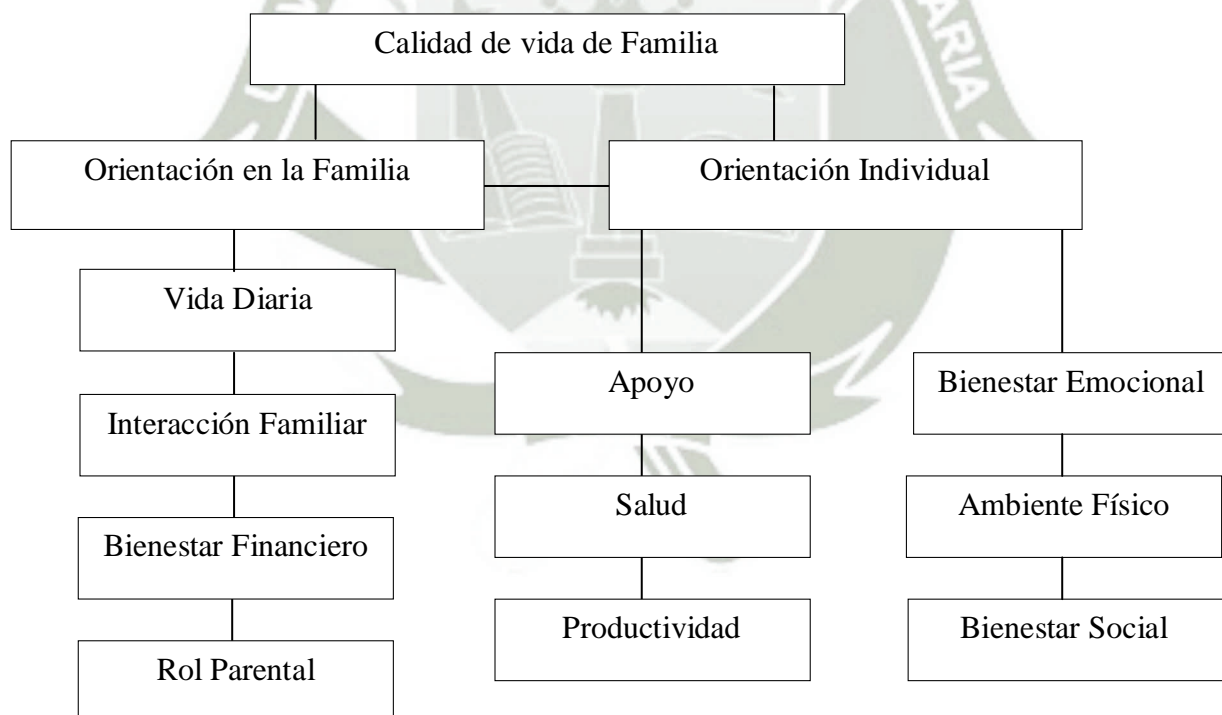 Calidad de vida de Familia
Orientación en la Familia
Orientación Individual
Vida Diaria
Interacción Familiar
Bienestar Financiero
Rol Parental
Apoyo
Salud
Productividad
Bienestar Emocional
Ambiente Físico
Bienestar Social
ARIA